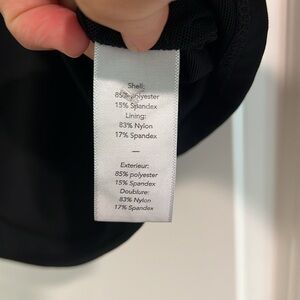 Shell:
85% polyester
15% Spandex
Lining:
83% Nylon
17% Spandex
—
Exterieur:
85% polyester
15% Spandex
Doublure:
83% Nylon
17% Spandex